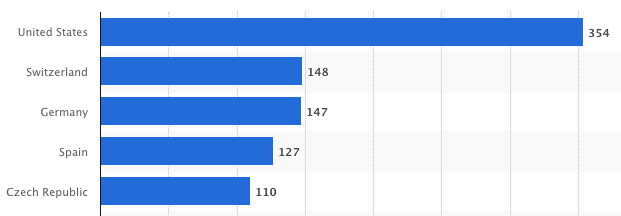 United States 354
Switzerland 148
Germany 147
Spain 127
Czech Republic 110